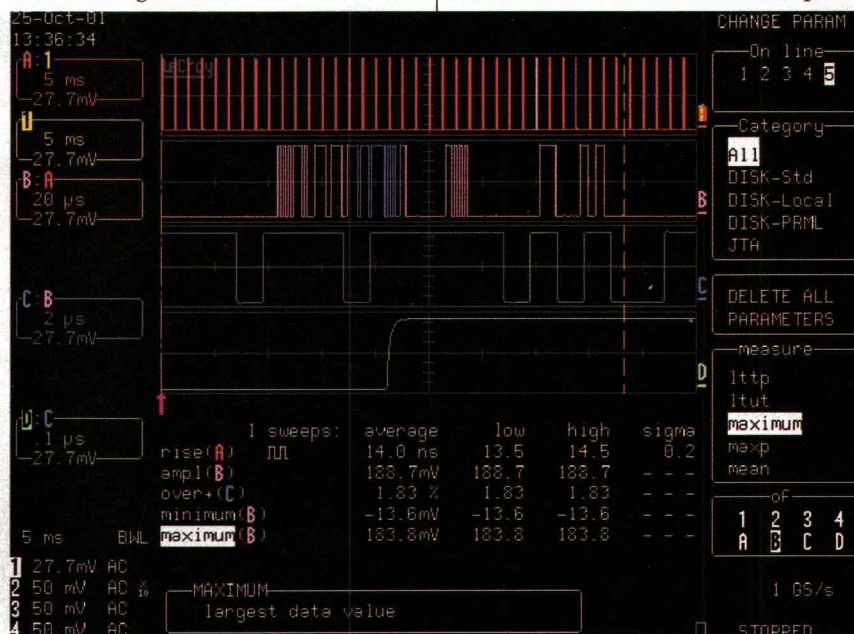 25-Oct-01
13:36:34
A:1
5 ms
27.7mV
1
5 ms
27.7mV
B:A
20 µs
27.7mV
C:B
2 µs
27.7mV
D:C
.1 µs
27.7mV
5 ms BWL
1 27.7mV AC
2 50 mV AC X10
3 50 mV AC
4 50 mV AC
LeCroy
A
B
C
D
1 sweeps: average low high sigma
rise(A) 14.0 ns 13.5 14.5 0.2
ampl(B) 188.7mV 188.7 188.7 - - -
over+(C) 1.83 % 1.83 1.83 - - -
minimum(B) -13.6mV -13.6 -13.6 - - -
maximum(B) 183.8mV 183.8 183.8 - - -
MAXIMUM
largest data value
CHANGE PARAM
On line
1 2 3 4 5
Category
All
DISK-Std
DISK-Local
DISK-PRML
JTA
DELETE ALL
PARAMETERS
measure
lttp
ltut
maximum
maxp
mean
of
1 2 3 4
A B C D
1 GS/s
STOPPED